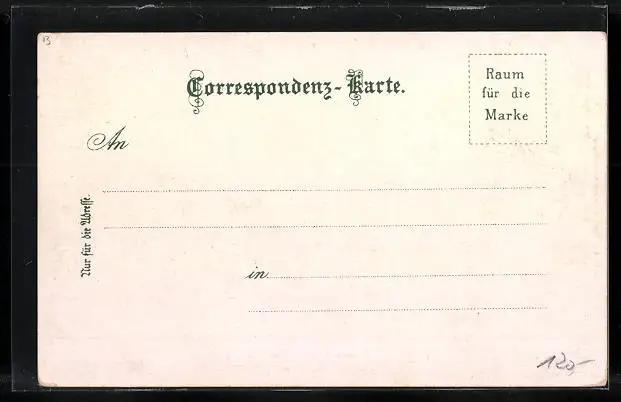 B
Correspondenz-Karte.
Raum
für die
Marke
An
Nur für die Adresse.
in
120,-